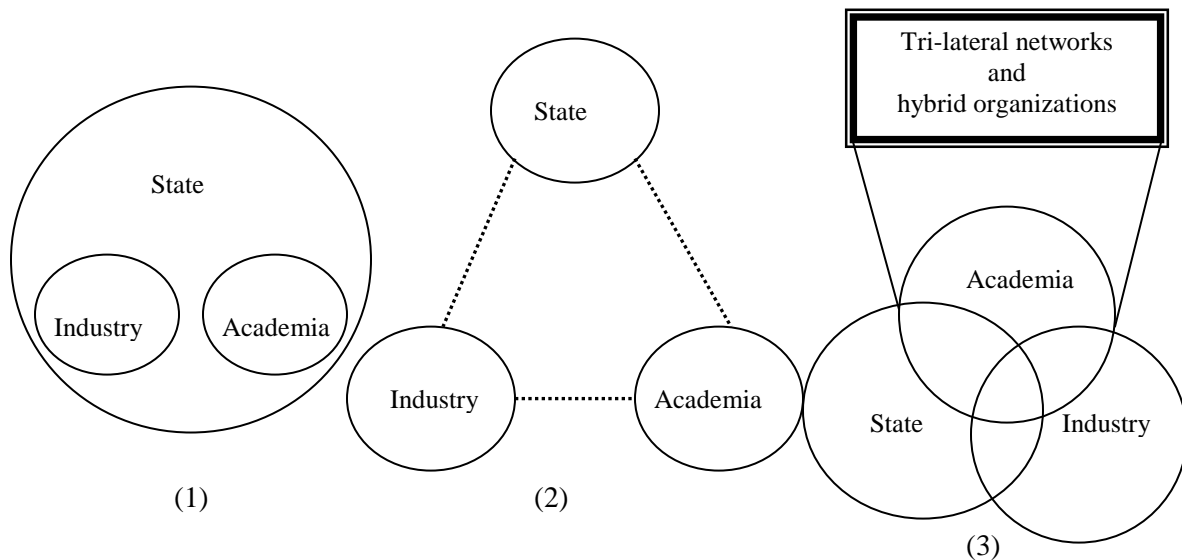 State
Industry
Academia
(1)
State
Industry
Academia
(2)
Tri-lateral networks
and
hybrid organizations
Academia
State
Industry
(3)